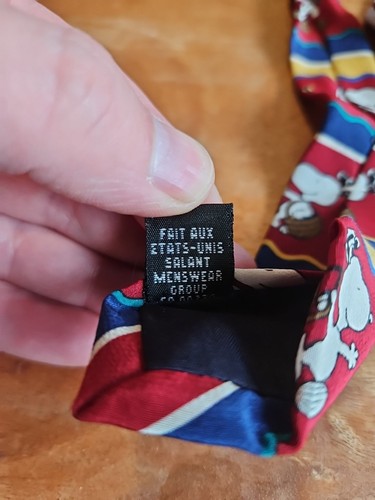 FAIT AUX
ETATS-UNIS
SALANT
MENSWEAR
GROUP